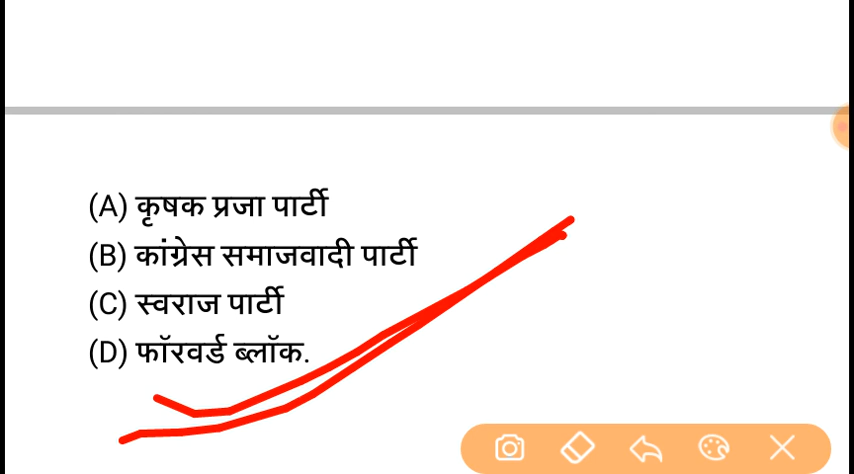 (A) कृषक प्रजा पार्टी
(B) कांग्रेस समाजवादी पार्टी
(C) स्वराज पार्टी
(D) फॉरवर्ड ब्लॉक.